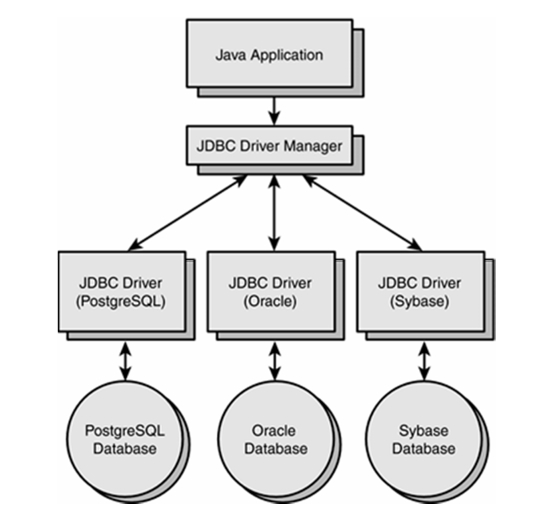 Java Application
JDBC Driver Manager
JDBC Driver
(PostgreSQL)
JDBC Driver
(Oracle)
JDBC Driver
(Sybase)
PostgreSQL
Database
Oracle
Database
Sybase
Database